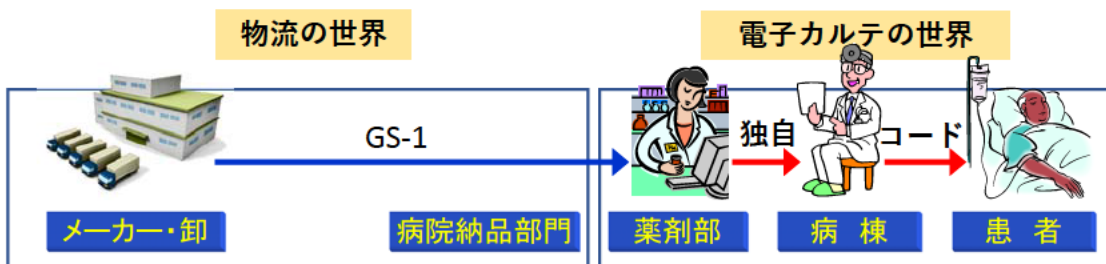 物流の世界
電子カルテの世界
GS-1
独自
コード
メーカー・卸
病院納品部門
薬剤部
病 棟
患 者